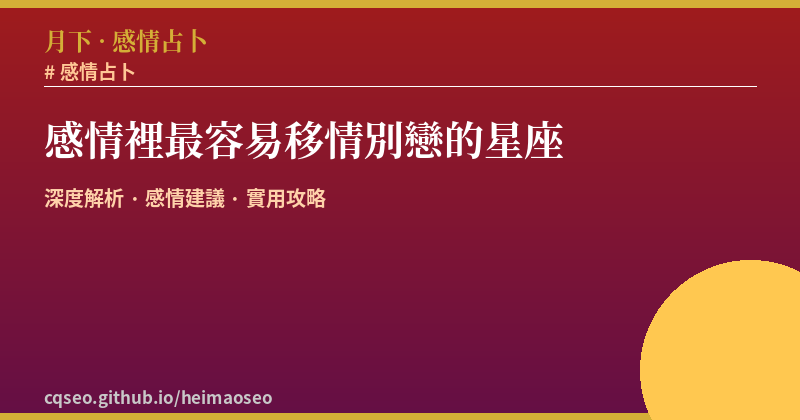 月下 · 感情占卜
# 感情占卜
感情裡最容易移情別戀的星座
深度解析 · 感情建議 · 實用攻略
cqseo.github.io/heimaoseo